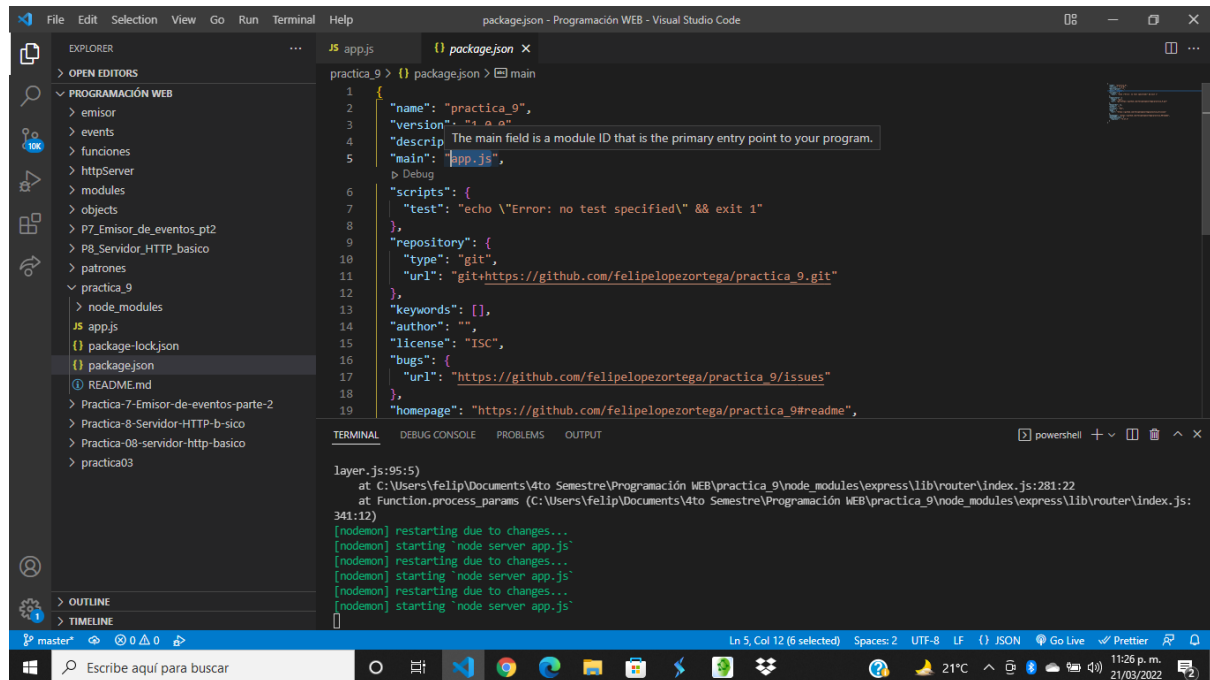 File Edit Selection View Go Run Terminal Help package.json - Programación WEB - Visual Studio Code
EXPLORER
OPEN EDITORS
PROGRAMACIÓN WEB
emisor
events
funciones
httpServer
modules
objects
P7_Emisor_de_eventos_pt2
P8_Servidor_HTTP_basico
patrones
practica_9
node_modules
JS app.js
{} package-lock.json
{} package.json
README.md
Practica-7-Emisor-de-eventos-parte-2
Practica-8-Servidor-HTTP-b-sico
Practica-08-servidor-http-basico
practica03
OUTLINE
TIMELINE
10K
1
JS app.js {} package.json
practica_9 > {} package.json > main
1 {
2 "name": "practica_9",
3 "version": "1.0.0"
The main field is a module ID that is the primary entry point to your program.
4 "descrip
5 "main": "app.js",
Debug
6 "scripts": {
7 "test": "echo \"Error: no test specified\" && exit 1"
8 },
9 "repository": {
10 "type": "git",
11 "url": "git+https://github.com/felipelopezortega/practica_9.git"
12 },
13 "keywords": [],
14 "author": "",
15 "license": "ISC",
16 "bugs": {
17 "url": "https://github.com/felipelopezortega/practica_9/issues"
18 },
19 "homepage": "https://github.com/felipelopezortega/practica_9#readme",
TERMINAL DEBUG CONSOLE PROBLEMS OUTPUT powershell
layer.js:95:5)
at C:\Users\felip\Documents\4to Semestre\Programación WEB\practica_9\node_modules\express\lib\router\index.js:281:22
at Function.process_params (C:\Users\felip\Documents\4to Semestre\Programación WEB\practica_9\node_modules\express\lib\router\index.js:
341:12)
[nodemon] restarting due to changes...
[nodemon] starting `node server app.js`
[nodemon] restarting due to changes...
[nodemon] starting `node server app.js`
[nodemon] restarting due to changes...
[nodemon] starting `node server app.js`
master* 0 0 0 Ln 5, Col 12 (6 selected) Spaces: 2 UTF-8 LF {} JSON Go Live Prettier
Escribe aquí para buscar 21°C 11:26 p. m.
21/03/2022 2